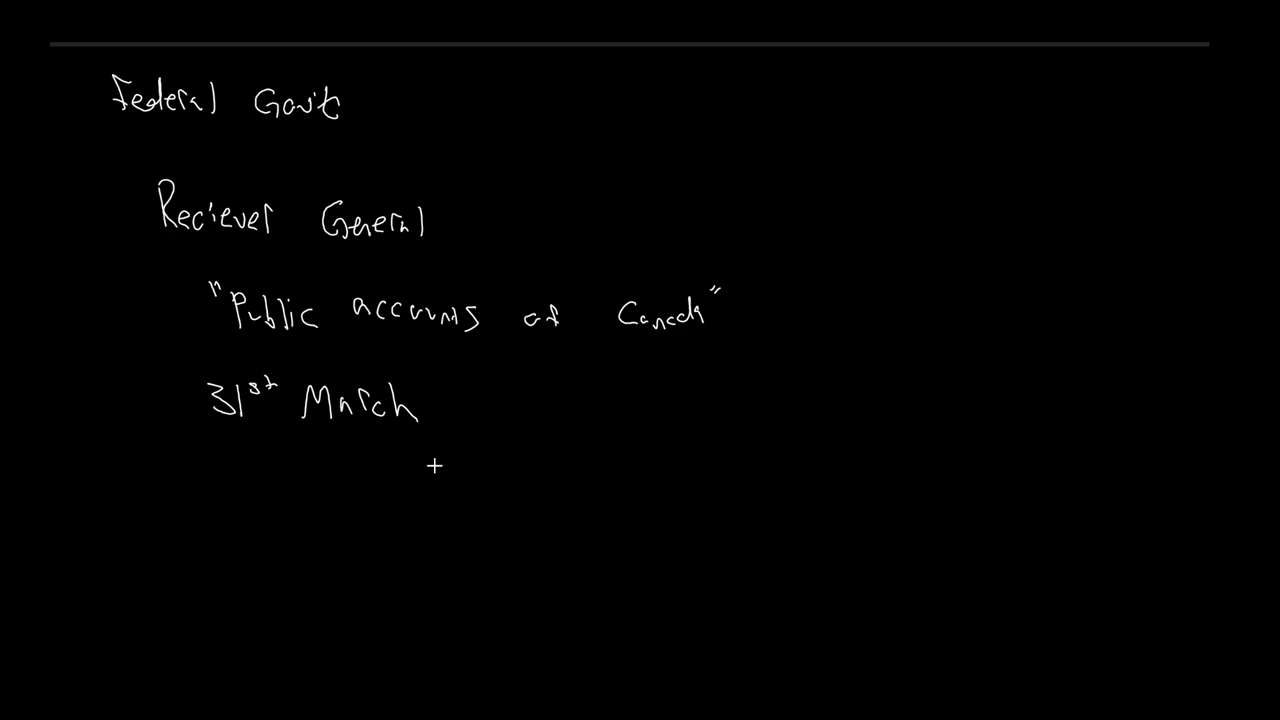 Federal Gov't
Reciever General
"Public accounts of Canada"
31st March